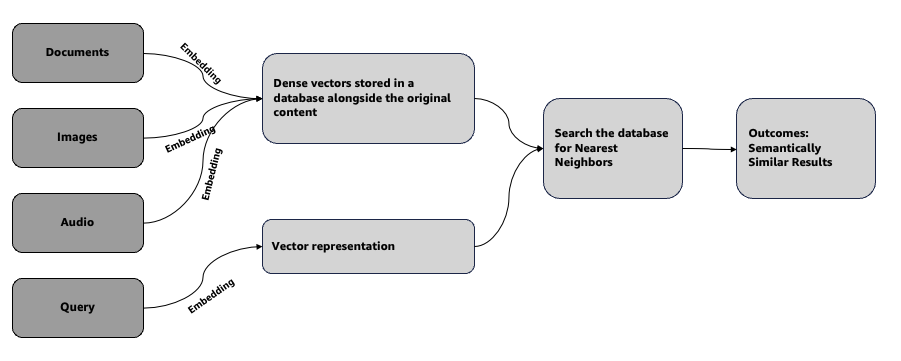 Documents
Embedding
Images
Embedding
Audio
Embedding
Query
Embedding
Dense vectors stored in a
database alongside the original
content
Vector representation
Search the database
for Nearest
Neighbors
Outcomes:
Semantically
Similar Results